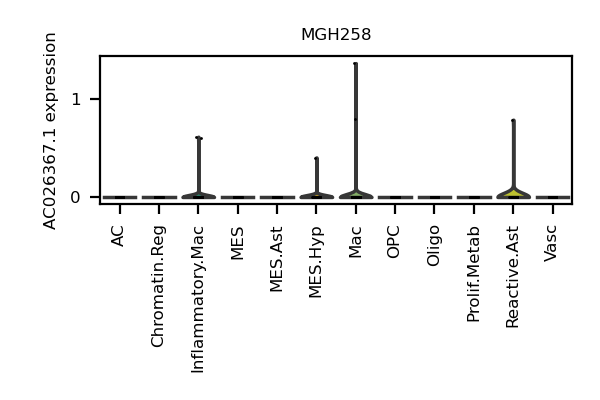 MGH258
AC026367.1 expression
1
0
AC
Chromatin.Reg
Inflammatory.Mac
MES
MES.Ast
MES.Hyp
Mac
OPC
Oligo
Prolif.Metab
Reactive.Ast
Vasc